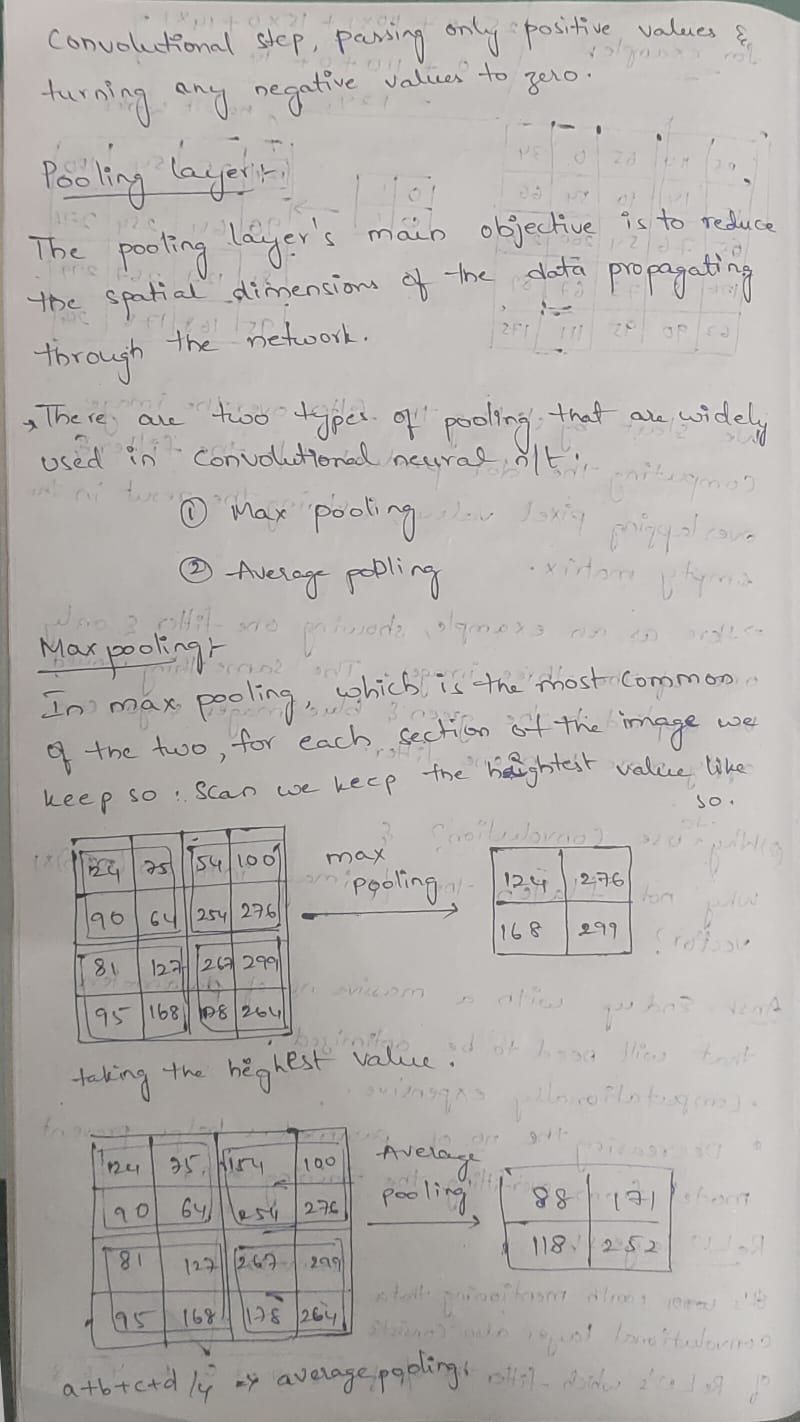 Convolutional step, passing only positive values &
turning any negative values to zero.
Pooling layer:-
The pooling layer's main objective is to reduce
the spatial dimensions of the data propagating
through the network.
→ There are two types of pooling that are widely
used in convolutional neural n/t.
① Max pooling
② Average pooling
Max pooling:-
In max pooling, which is the most common
of the two, for each section of the image we
keep so : Scan we keep the heightest value like
so.
124 75 154 100
90 64 254 276
81 127 267 299
95 168 178 264
max
pooling
124 276
168 299
taking the heighest value.
124 75 154 100
90 64 254 276
81 127 267 299
95 168 178 264
Average
pooling
88 171
118 252
a+b+c+d /4 => average pooling.